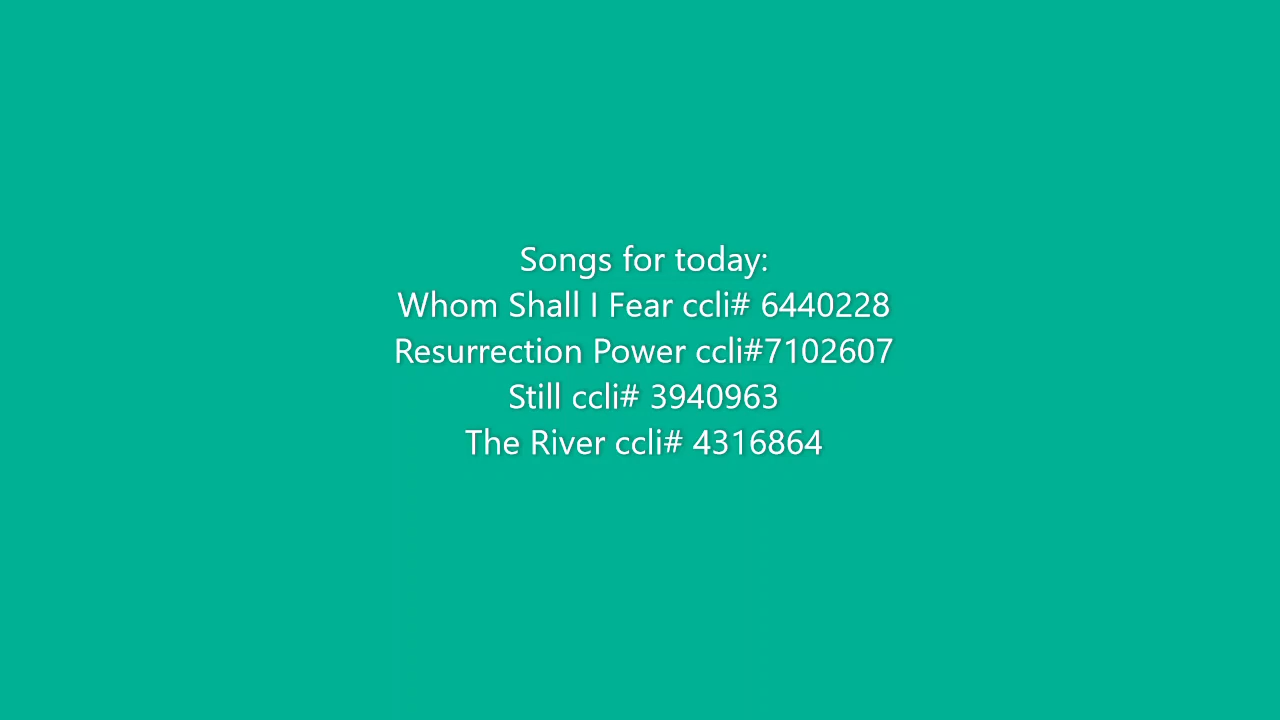 Songs for today:
Whom Shall I Fear ccli# 6440228
Resurrection Power ccli#7102607
Still ccli# 3940963
The River ccli# 4316864